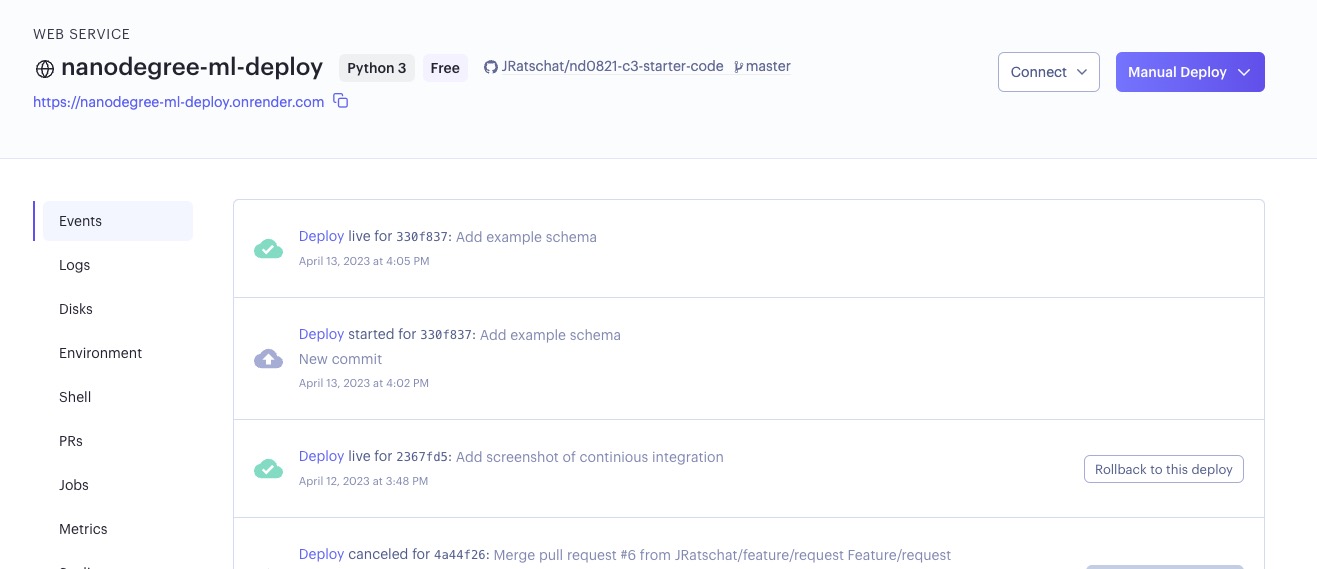 WEB SERVICE
nanodegree-ml-deploy Python 3 Free JRatschat/nd0821-c3-starter-code master
Connect
Manual Deploy
https://nanodegree-ml-deploy.onrender.com
Events
Logs
Disks
Environment
Shell
PRs
Jobs
Metrics
Deploy live for 330f837: Add example schema
April 13, 2023 at 4:05 PM
Deploy started for 330f837: Add example schema
New commit
April 13, 2023 at 4:02 PM
Deploy live for 2367fd5: Add screenshot of continious integration
April 12, 2023 at 3:48 PM
Rollback to this deploy
Deploy canceled for 4a44f26: Merge pull request #6 from JRatschat/feature/request Feature/request